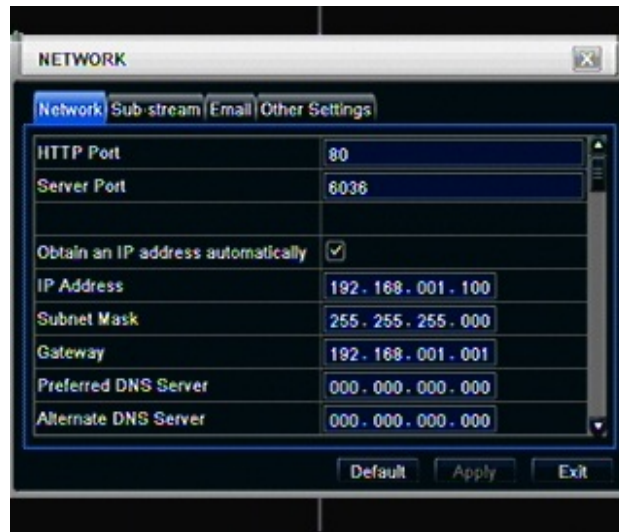 NETWORK
Network Sub-stream Email Other Settings
HTTP Port 80
Server Port 6036
Obtain an IP address automatically
IP Address 192 . 168 . 001 . 100
Subnet Mask 255 . 255 . 255 . 000
Gateway 192 . 168 . 001 . 001
Preferred DNS Server 000 . 000 . 000 . 000
Alternate DNS Server 000 . 000 . 000 . 000
Default Apply Exit